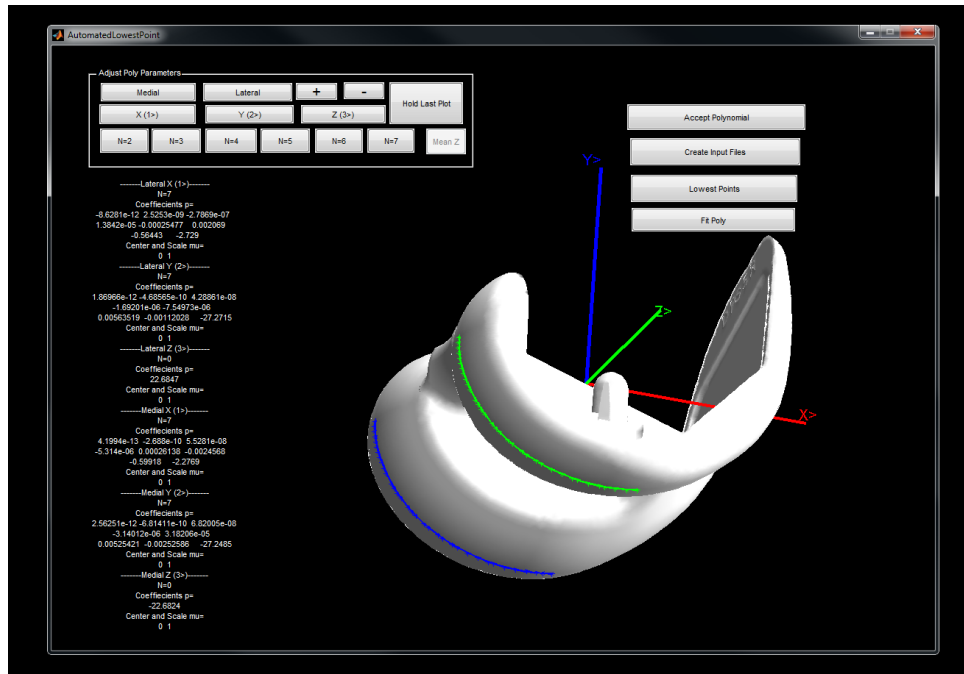 AutomatedLowestPoint
Adjust Poly Parameters
Medial Lateral + - Hold Last Plot
X (1>) Y (2>) Z (3>)
N=2 N=3 N=4 N=5 N=6 N=7 Mean Z
Accept Polynomial
Create Input Files
Lowest Points
Fit Poly
-------Lateral X (1>)-------
N=7
Coeffiecients p=
-8.6281e-12 2.5253e-09 -2.7869e-07
1.3842e-05 -0.00025477 0.002069
-0.56443 -2.729
Center and Scale mu=
0 1
-------Lateral Y (2>)-------
N=7
Coeffiecients p=
1.86966e-12 -4.68565e-10 4.28861e-08
-1.69201e-06 -7.54973e-06
0.00563519 -0.00112028 -27.2715
Center and Scale mu=
0 1
-------Lateral Z (3>)-------
N=0
Coeffiecients p=
22.6847
Center and Scale mu=
0 1
-------Medial X (1>)-------
N=7
Coeffiecients p=
4.1994e-13 -2.688e-10 5.5281e-08
-5.314e-06 0.00026138 -0.0024568
-0.59918 -2.2769
Center and Scale mu=
0 1
-------Medial Y (2>)-------
N=7
Coeffiecients p=
2.56251e-12 -6.81411e-10 6.82005e-08
-3.14012e-06 3.18206e-05
0.00525421 -0.00252586 -27.2485
Center and Scale mu=
0 1
-------Medial Z (3>)-------
N=0
Coeffiecients p=
-22.6824
Center and Scale mu=
0 1
Y>
Z>
X>